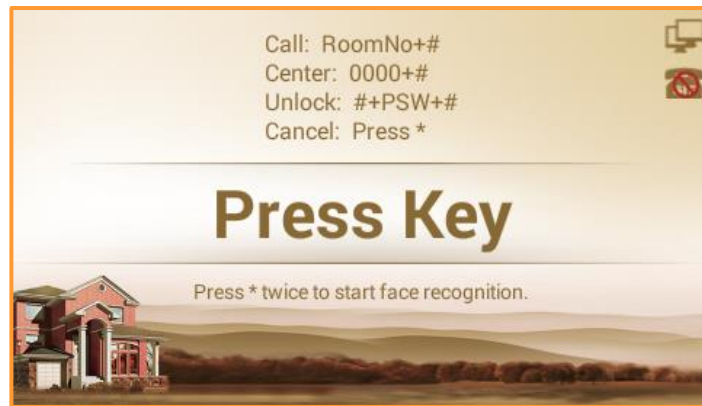 Call: RoomNo+#
Center: 0000+#
Unlock: #+PSW+#
Cancel: Press *
Press Key
Press * twice to start face recognition.